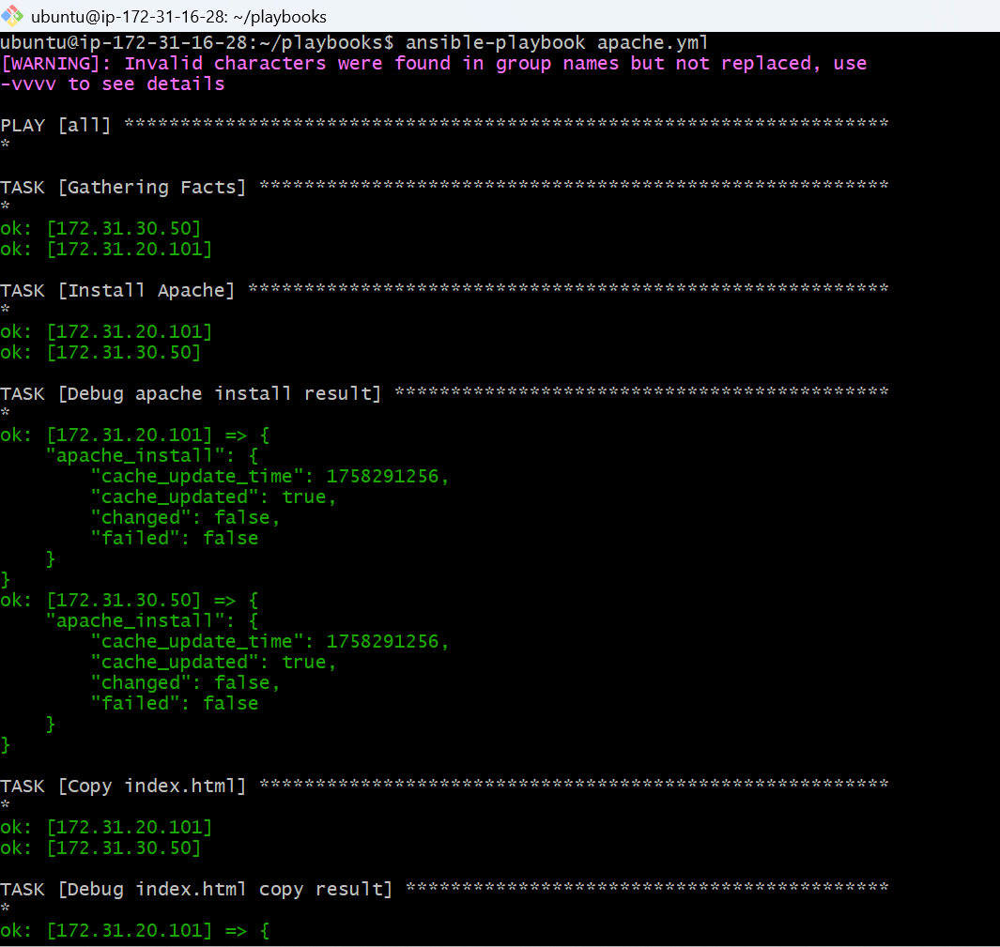 ubuntu@ip-172-31-16-28: ~/playbooks
ubuntu@ip-172-31-16-28:~/playbooks$ ansible-playbook apache.yml
[WARNING]: Invalid characters were found in group names but not replaced, use
-vvvv to see details
PLAY [all] ********************************************************************
*
TASK [Gathering Facts] ********************************************************
*
ok: [172.31.30.50]
ok: [172.31.20.101]
TASK [Install Apache] *********************************************************
*
ok: [172.31.20.101]
ok: [172.31.30.50]
TASK [Debug apache install result] ********************************************
*
ok: [172.31.20.101] => {
    "apache_install": {
        "cache_update_time": 1758291256,
        "cache_updated": true,
        "changed": false,
        "failed": false
    }
}
ok: [172.31.30.50] => {
    "apache_install": {
        "cache_update_time": 1758291256,
        "cache_updated": true,
        "changed": false,
        "failed": false
    }
}
TASK [Copy index.html] ********************************************************
*
ok: [172.31.20.101]
ok: [172.31.30.50]
TASK [Debug index.html copy result] *******************************************
*
ok: [172.31.20.101] => {